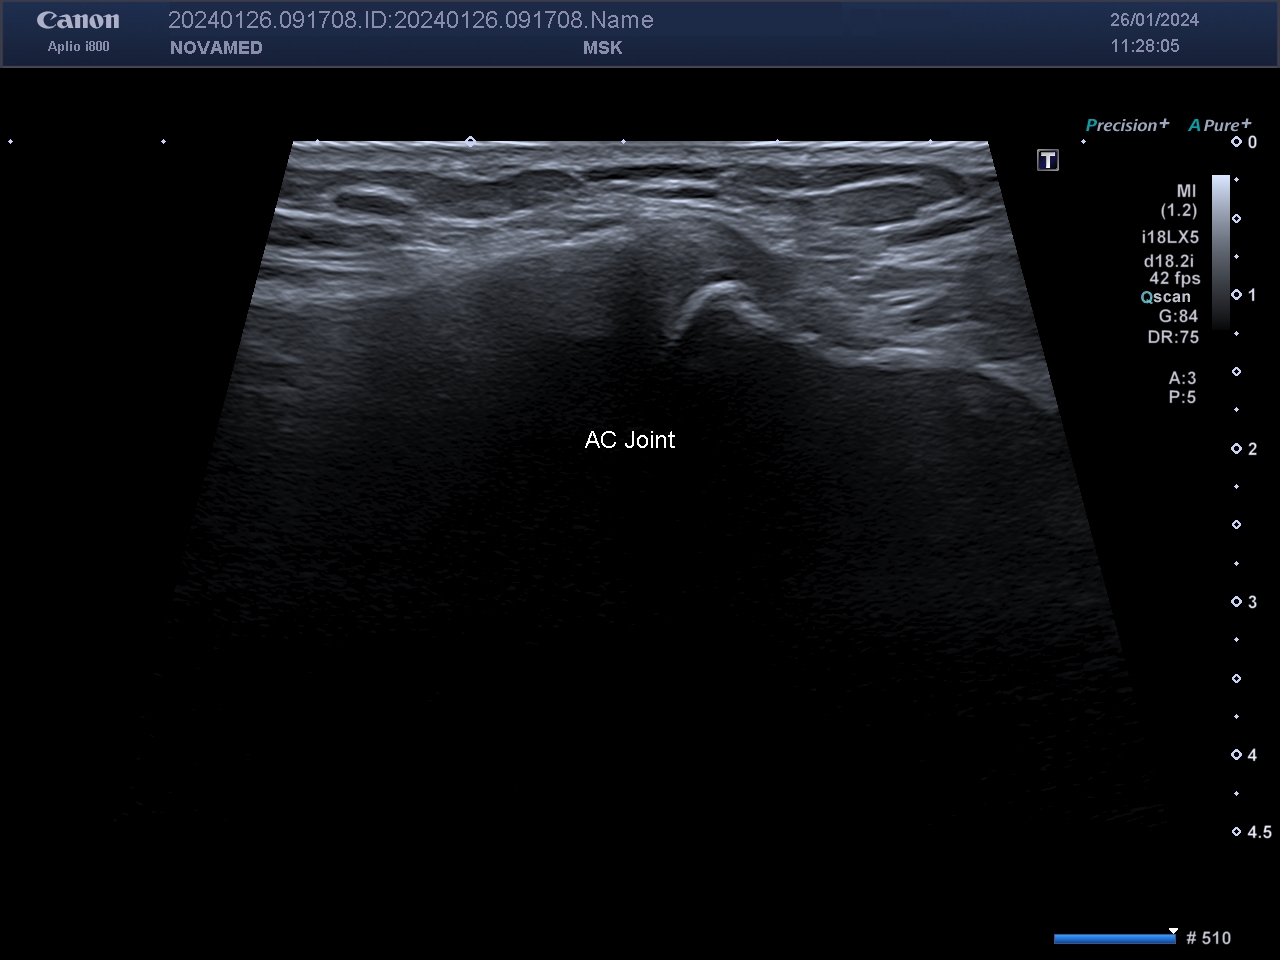 Canon
Aplio i800
20240126.091708.ID:20240126.091708.Name
NOVAMED
MSK
26/01/2024
11:28:05
Precision+ APure+
T
0
MI
(1.2)
i18LX5
d18.2i
42 fps
Qscan
1
G:84
DR:75
A:3
P:5
AC Joint
2
3
4
4.5
# 510